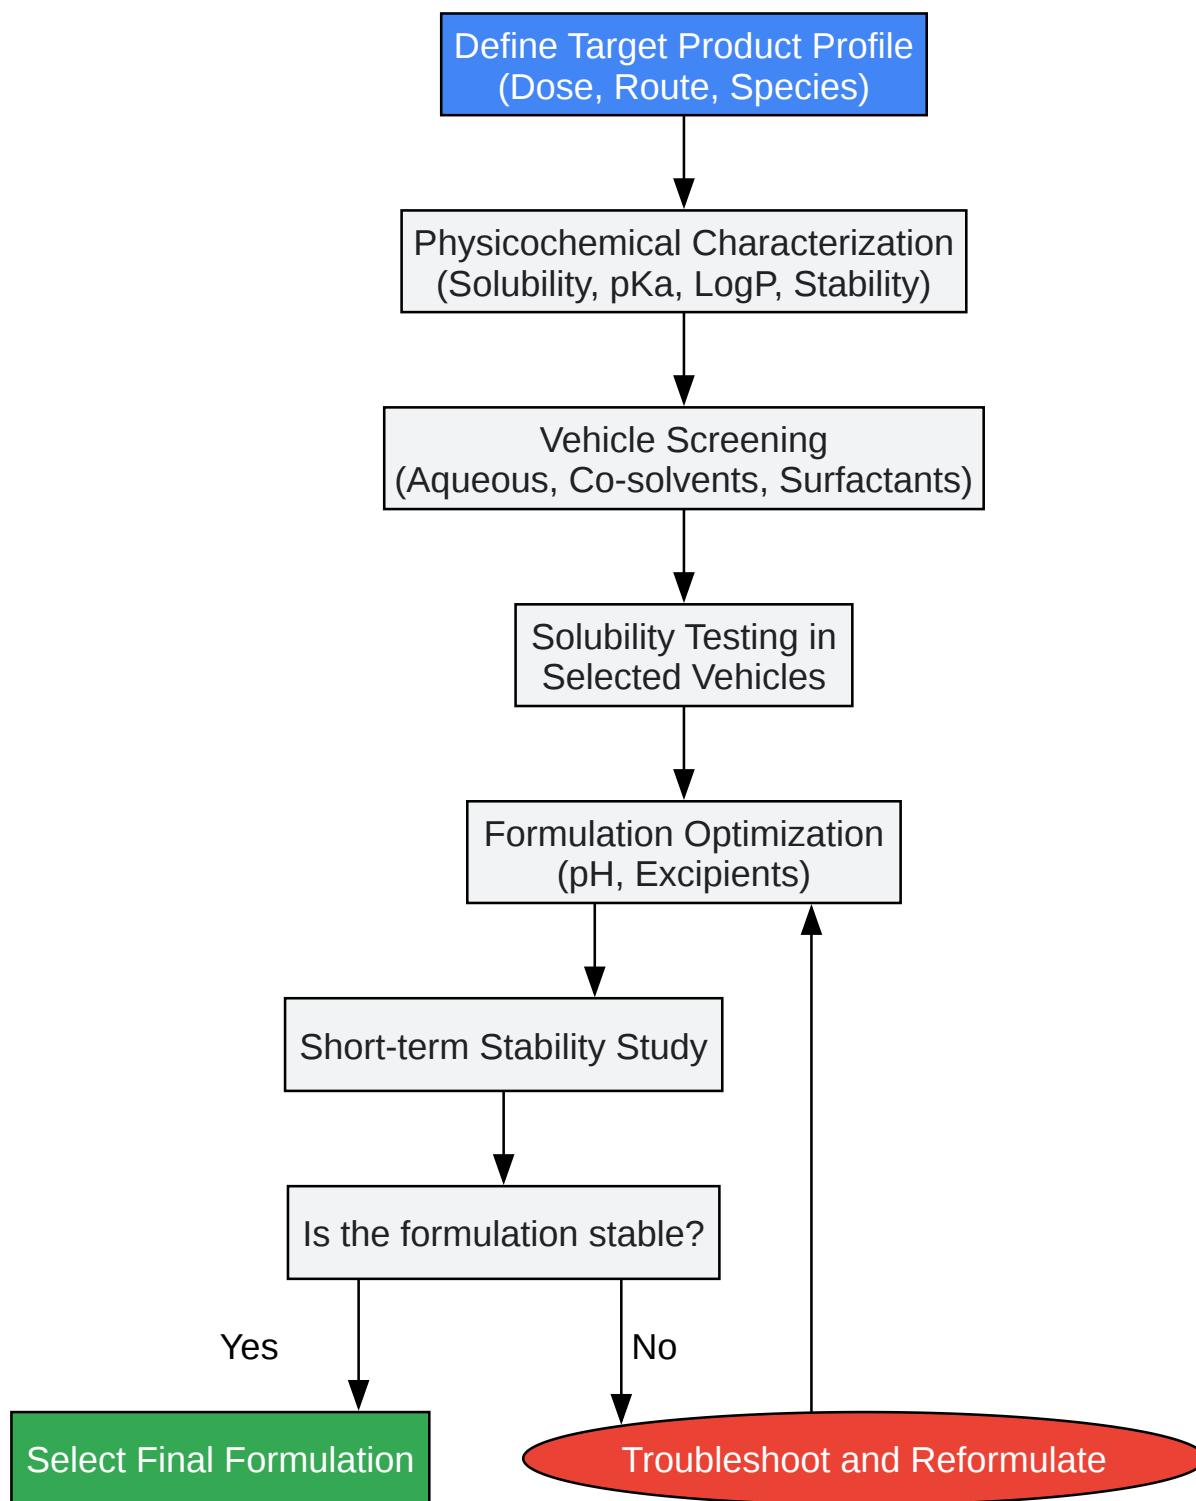 Define Target Product Profile
(Dose, Route, Species)
Physicochemical Characterization
(Solubility, pKa, LogP, Stability)
Vehicle Screening
(Aqueous, Co-solvents, Surfactants)
Solubility Testing in
Selected Vehicles
Formulation Optimization
(pH, Excipients)
Short-term Stability Study
Is the formulation stable?
Yes
No
Select Final Formulation
Troubleshoot and Reformulate